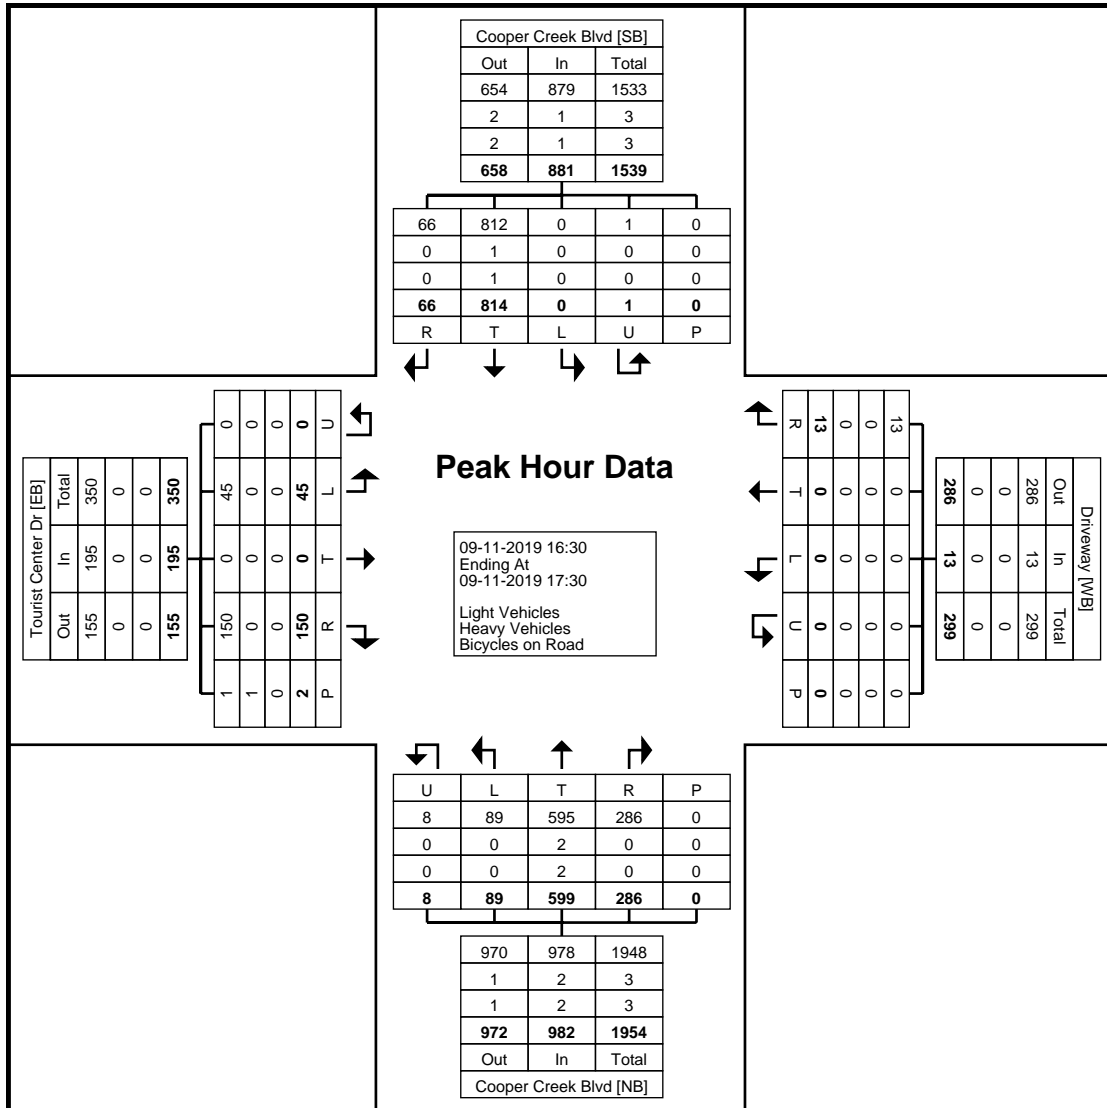 Cooper Creek Blvd [SB]
Out In Total
654 879 1533
2 1 3
2 1 3
658 881 1539
66 812 0 1 0
0 1 0 0 0
0 1 0 0 0
66 814 0 1 0
R T L U P
Tourist Center Dr [EB]
Total 350 0 0 350
In 195 0 0 195
Out 155 0 0 155
0 0 0 0 U
45 0 0 45 L
0 0 0 0 T
150 0 0 150 R
1 1 0 2 P
Peak Hour Data
09-11-2019 16:30
Ending At
09-11-2019 17:30
Light Vehicles
Heavy Vehicles
Bicycles on Road
R 13 0 0 13
T 0 0 0 0
L 0 0 0 0
U 0 0 0 0
P 0 0 0 0
286 0 0 286 Out
13 0 0 13 In
299 0 0 299 Total
Driveway [WB]
U L T R P
8 89 595 286 0
0 0 2 0 0
0 0 2 0 0
8 89 599 286 0
970 978 1948
1 2 3
1 2 3
972 982 1954
Out In Total
Cooper Creek Blvd [NB]